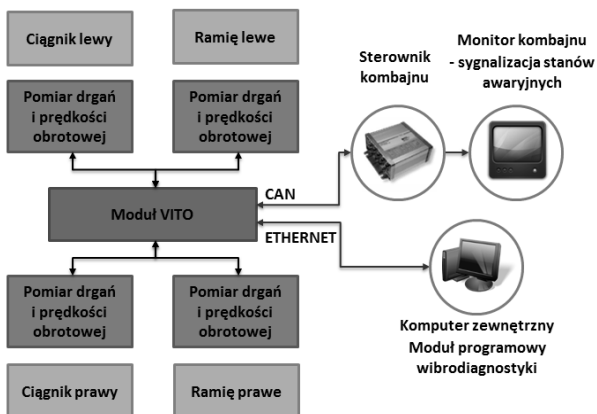 Ciągnik lewy
Ramię lewe
Sterownik
kombajnu
Monitor kombajnu
- sygnalizacja stanów
awaryjnych
Pomiar drgań
i prędkości
obrotowej
Pomiar drgań
i prędkości
obrotowej
Moduł VITO
CAN
ETHERNET
Pomiar drgań
i prędkości
obrotowej
Pomiar drgań
i prędkości
obrotowej
Komputer zewnętrzny
Moduł programowy
wibrodiagnostyki
Ciągnik prawy
Ramię prawe